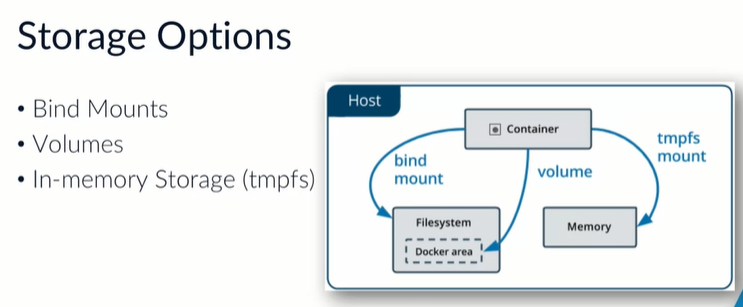 Storage Options
• Bind Mounts
• Volumes
• In-memory Storage (tmpfs)
Host
Container
bind
mount
volume
tmpfs
mount
Filesystem
Docker area
Memory